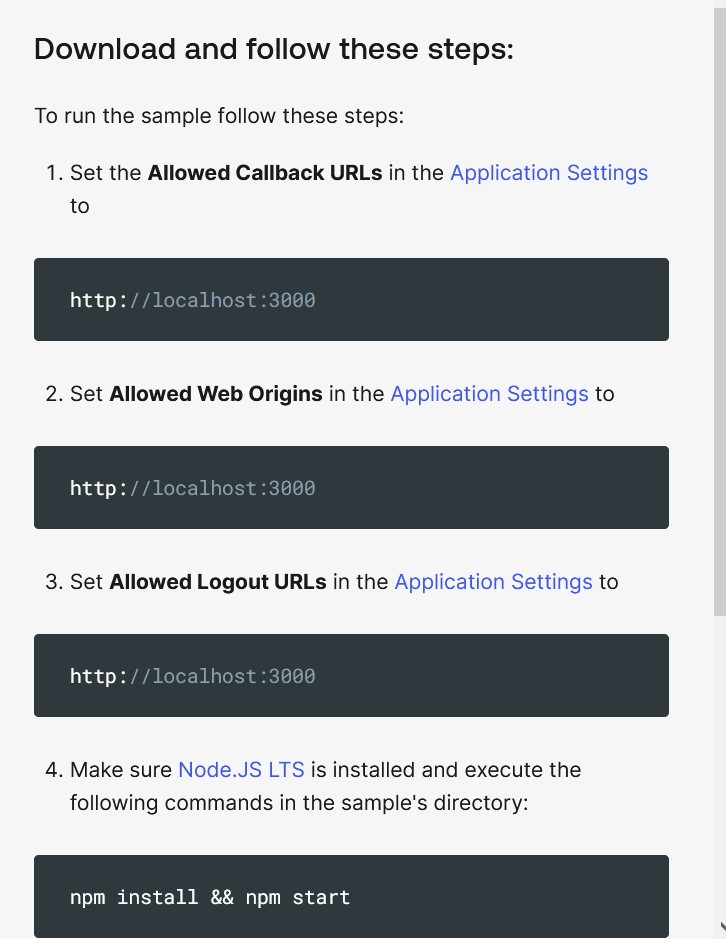 Download and follow these steps:
To run the sample follow these steps:
1. Set the Allowed Callback URLs in the Application Settings
to
http://localhost:3000
2. Set Allowed Web Origins in the Application Settings to
http://localhost:3000
3. Set Allowed Logout URLs in the Application Settings to
http://localhost:3000
4. Make sure Node.JS LTS is installed and execute the
following commands in the sample's directory:
npm install && npm start